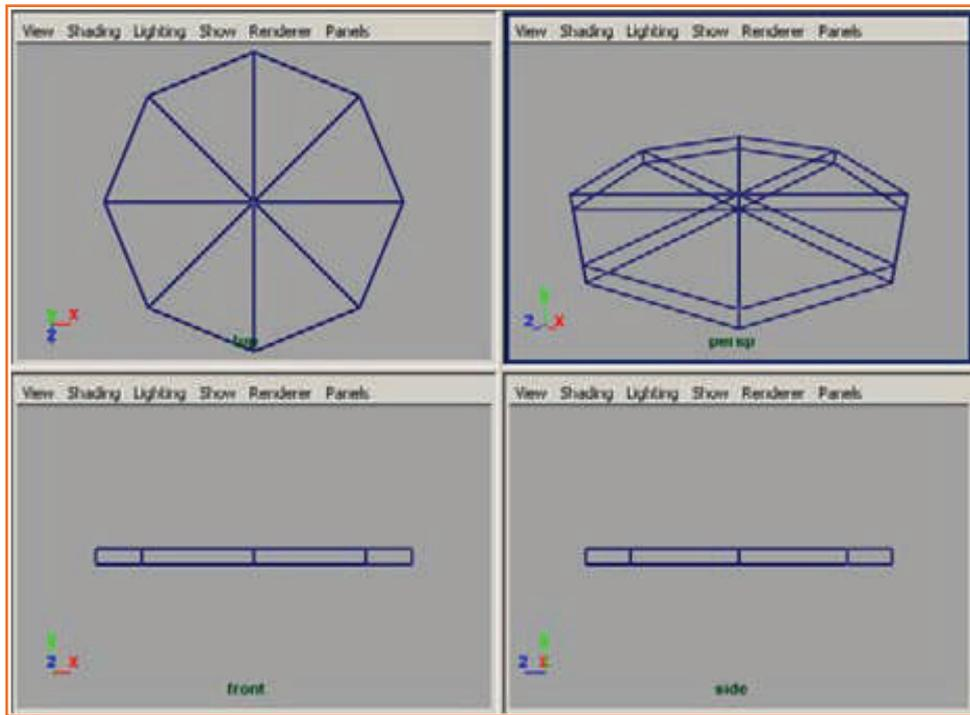 View Shading Lighting Show Renderer Panels
View Shading Lighting Show Renderer Panels
Y X
Z
top
Y
Z X
persp
View Shading Lighting Show Renderer Panels
View Shading Lighting Show Renderer Panels
Y
Z X
front
Y
Z X
side